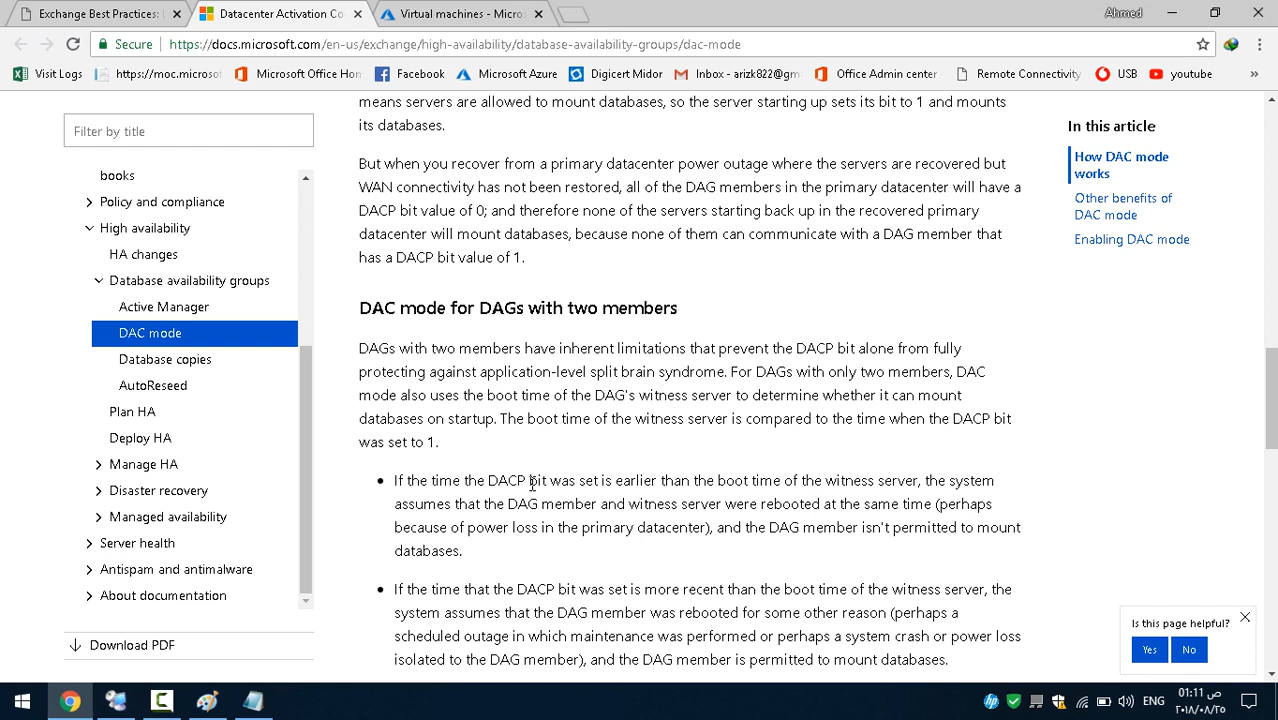 Exchange Best Practices:
Datacenter Activation Co
Virtual machines - Micros
Ahmed
Secure
https://docs.microsoft.com/en-us/exchange/high-availability/database-availability-groups/dac-mode
Visit Logs
https://moc.microsof
Microsoft Office Hom
Facebook
Microsoft Azure
Digicert Midor
Inbox - arizk822@gm
Office Admin center
Remote Connectivity
USB
youtube
Filter by title
books
Policy and compliance
High availability
HA changes
Database availability groups
Active Manager
DAC mode
Database copies
AutoReseed
Plan HA
Deploy HA
Manage HA
Disaster recovery
Managed availability
Server health
Antispam and antimalware
About documentation
Download PDF
means servers are allowed to mount databases, so the server starting up sets its bit to 1 and mounts
its databases.
But when you recover from a primary datacenter power outage where the servers are recovered but
WAN connectivity has not been restored, all of the DAG members in the primary datacenter will have a
DACP bit value of 0; and therefore none of the servers starting back up in the recovered primary
datacenter will mount databases, because none of them can communicate with a DAG member that
has a DACP bit value of 1.
DAC mode for DAGs with two members
DAGs with two members have inherent limitations that prevent the DACP bit alone from fully
protecting against application-level split brain syndrome. For DAGs with only two members, DAC
mode also uses the boot time of the DAG's witness server to determine whether it can mount
databases on startup. The boot time of the witness server is compared to the time when the DACP bit
was set to 1.
• If the time the DACP bit was set is earlier than the boot time of the witness server, the system
assumes that the DAG member and witness server were rebooted at the same time (perhaps
because of power loss in the primary datacenter), and the DAG member isn't permitted to mount
databases.
• If the time that the DACP bit was set is more recent than the boot time of the witness server, the
system assumes that the DAG member was rebooted for some other reason (perhaps a
scheduled outage in which maintenance was performed or perhaps a system crash or power loss
isolated to the DAG member), and the DAG member is permitted to mount databases.
In this article
How DAC mode
works
Other benefits of
DAC mode
Enabling DAC mode
Is this page helpful?
Yes
No
hp
ENG
01:11 ص
٢٠١٨/٠٨/٢٥